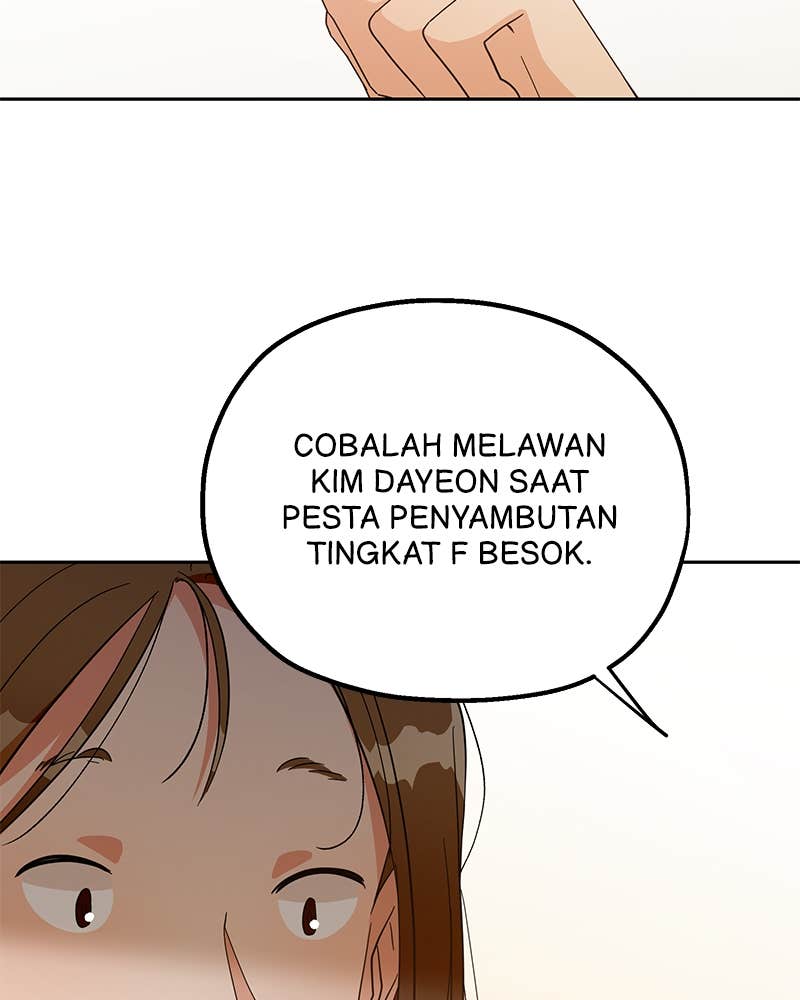 COBALAH MELAWAN
KIM DAYEON SAAT
PESTA PENYAMBUTAN
TINGKAT F BESOK.